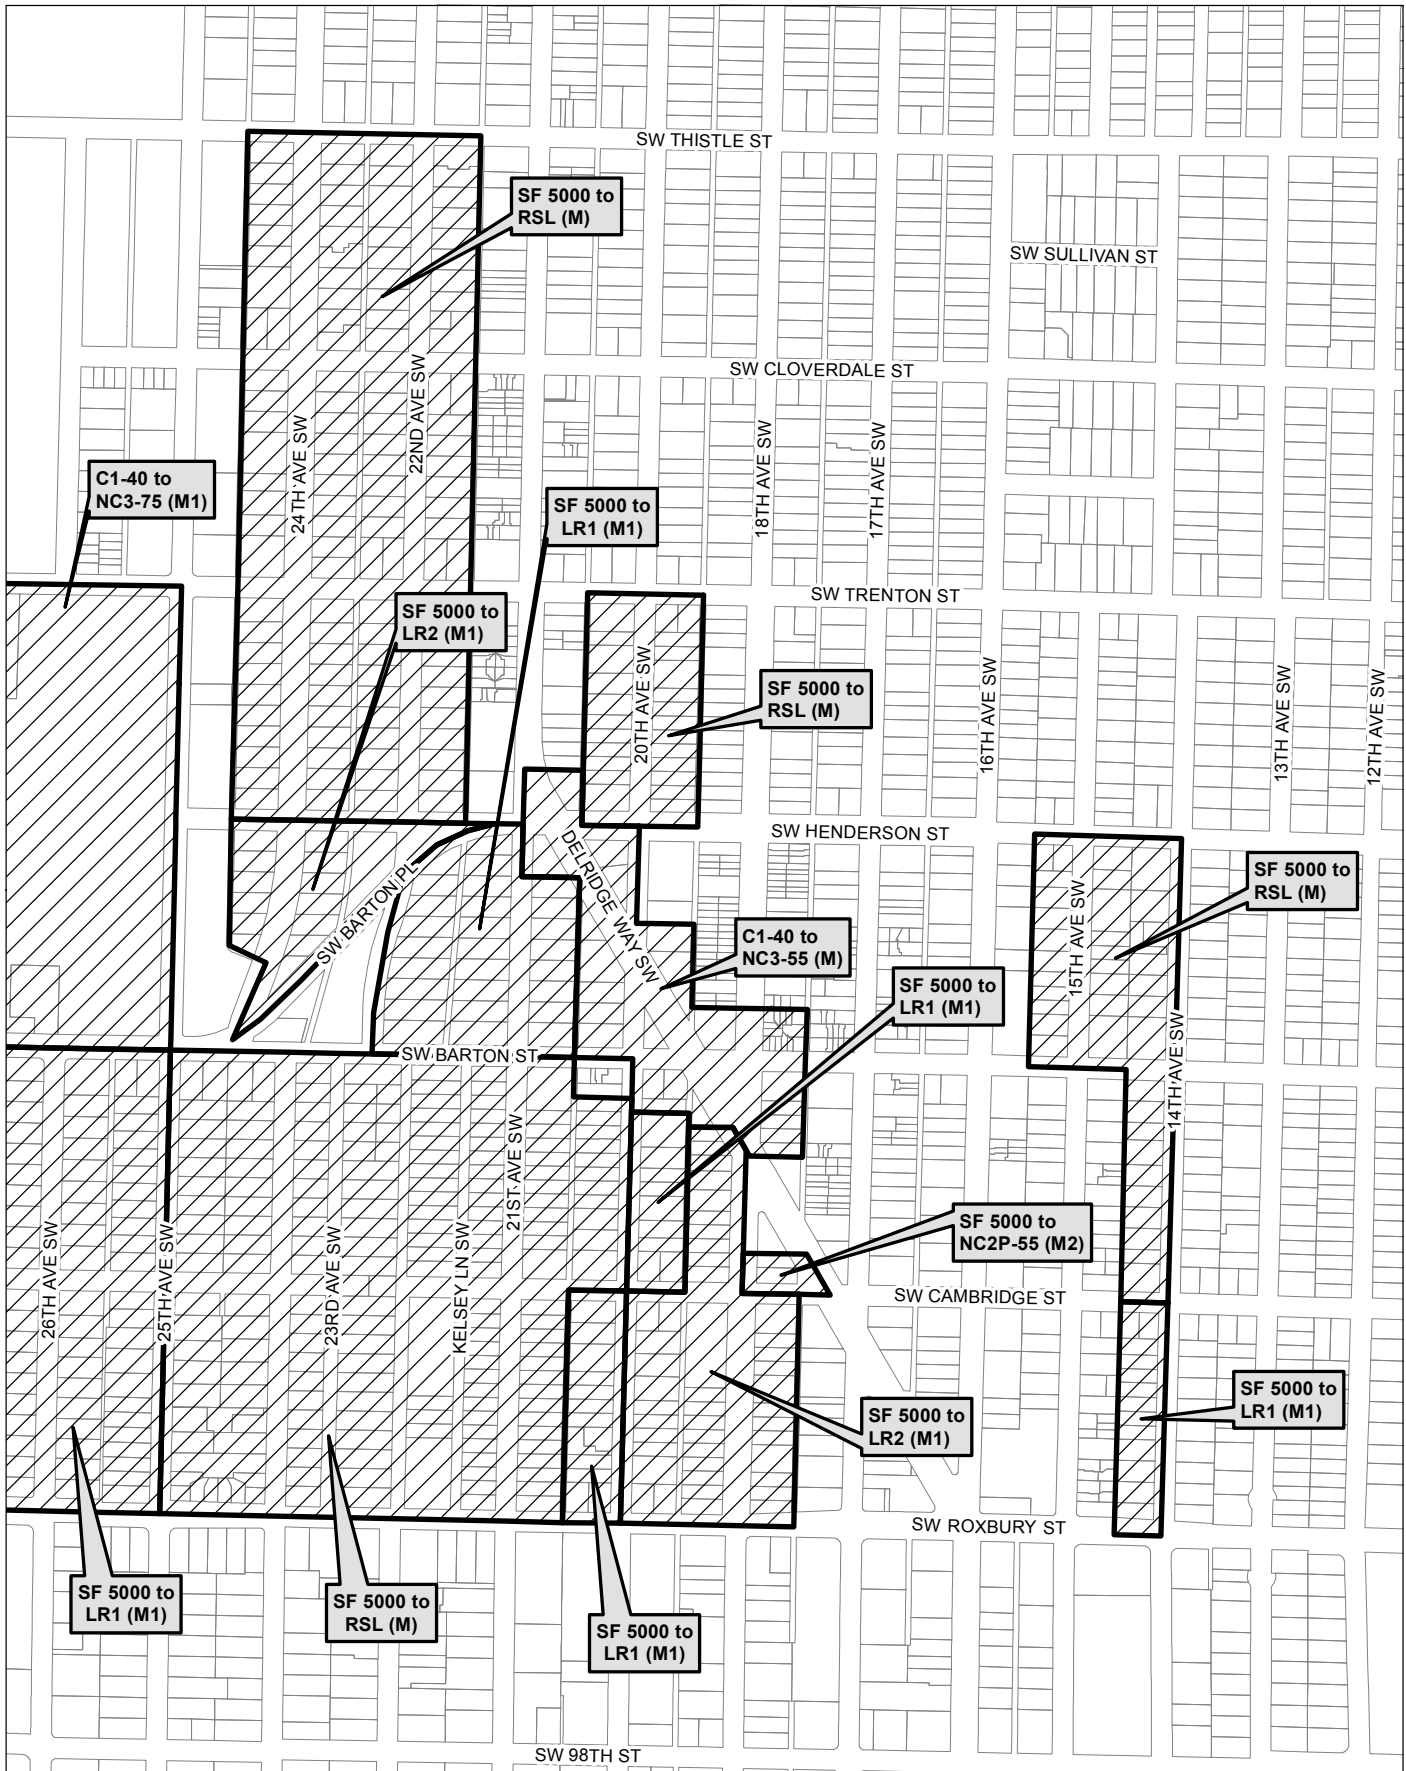 SW THISTLE ST
SF 5000 to
RSL (M)
SW SULLIVAN ST
SW CLOVERDALE ST
22ND AVE SW
24TH AVE SW
18TH AVE SW
17TH AVE SW
C1-40 to
NC3-75 (M1)
SF 5000 to
LR1 (M1)
SW TRENTON ST
SF 5000 to
LR2 (M1)
20TH AVE SW
SF 5000 to
RSL (M)
16TH AVE SW
13TH AVE SW
12TH AVE SW
SW HENDERSON ST
DELRIDGE WAY SW
SW BARTON PL
SF 5000 to
RSL (M)
15TH AVE SW
C1-40 to
NC3-55 (M)
SF 5000 to
LR1 (M1)
SW BARTON ST
14TH AVE SW
21ST AVE SW
SF 5000 to
NC2P-55 (M2)
26TH AVE SW
25TH AVE SW
23RD AVE SW
KELSEY LN SW
SW CAMBRIDGE ST
SF 5000 to
LR1 (M1)
SF 5000 to
LR2 (M1)
SW ROXBURY ST
SF 5000 to
LR1 (M1)
SF 5000 to
RSL (M)
SF 5000 to
LR1 (M1)
SW 98TH ST